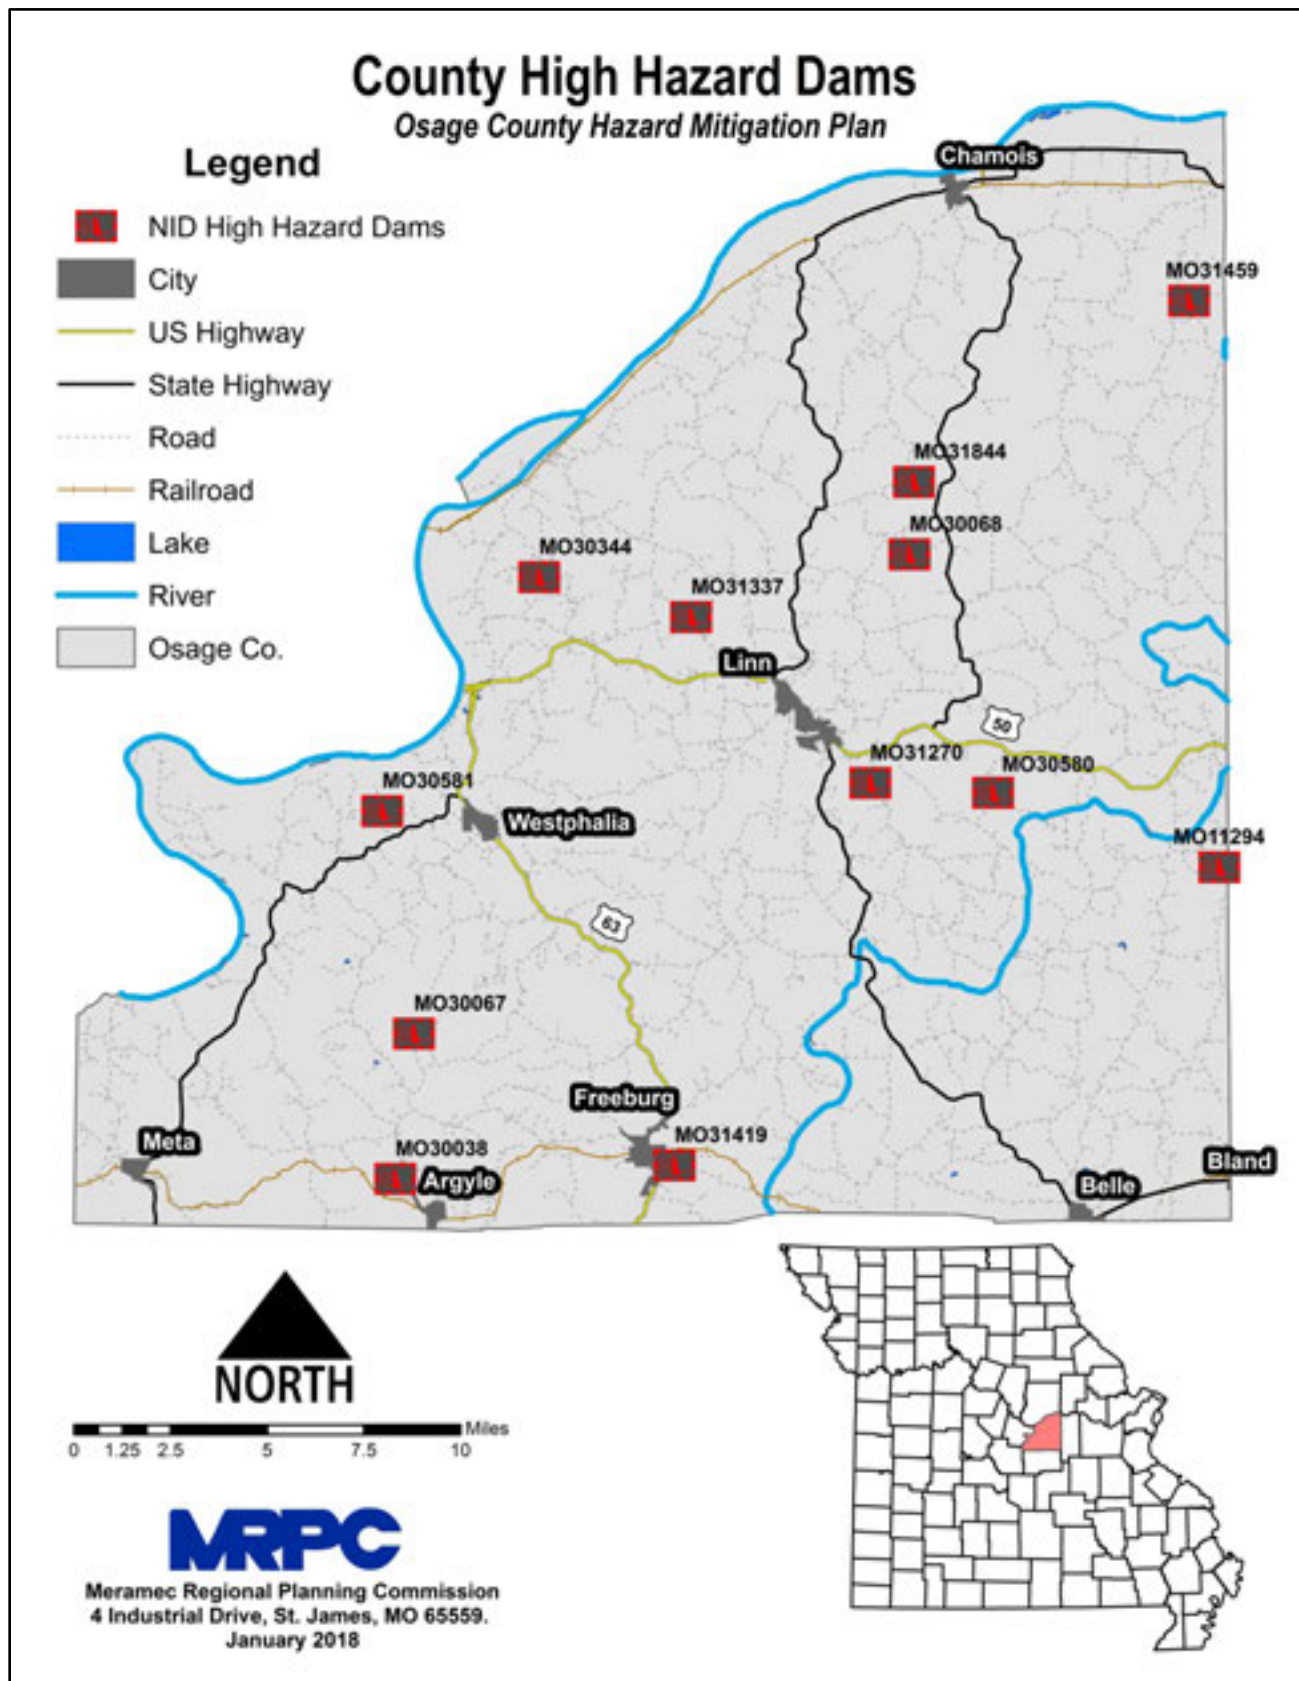 County High Hazard Dams
Osage County Hazard Mitigation Plan
Legend
NID High Hazard Dams
City
US Highway
State Highway
Road
Railroad
Lake
River
Osage Co.
Chamois
MO31459
MO31844
MO30068
MO30344
MO31337
Linn
50
MO31270
MO30580
MO30581
Westphalia
MO11294
63
MO30067
Freeburg
MO31419
Meta
MO30038
Argyle
Bland
Belle
NORTH
Miles
0 1.25 2.5 5 7.5 10
MRPC
Meramec Regional Planning Commission
4 Industrial Drive, St. James, MO 65559.
January 2018